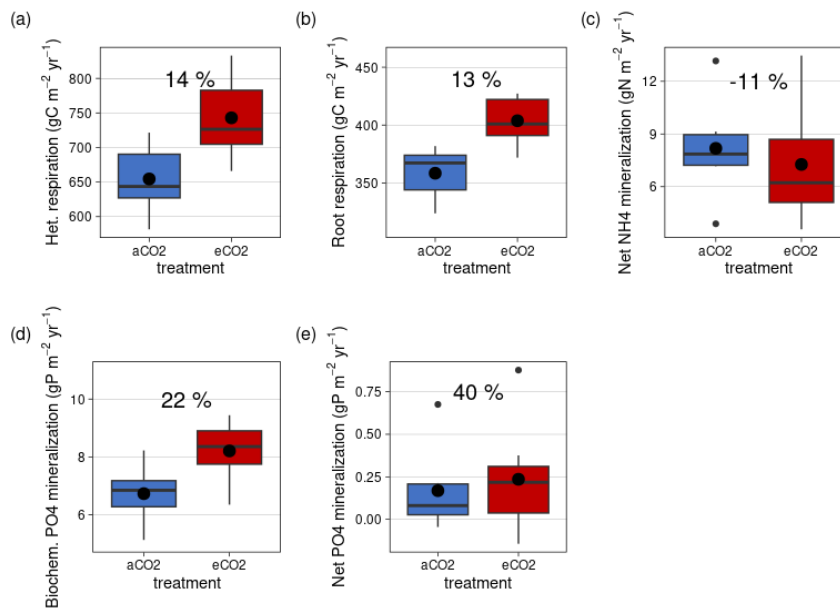 (a)
Het. respiration (gC m⁻² yr⁻¹)
800
750
700
650
600
14 %
aCO2
eCO2
treatment
(b)
Root respiration (gC m⁻² yr⁻¹)
450
400
350
13 %
aCO2
eCO2
treatment
(c)
Net NH4 mineralization (gN m⁻² yr⁻¹)
12
9
6
-11 %
aCO2
eCO2
treatment
(d)
Biochem. PO4 mineralization (gP m⁻² yr⁻¹)
10
8
6
22 %
aCO2
eCO2
treatment
(e)
Net PO4 mineralization (gP m⁻² yr⁻¹)
0.75
0.50
0.25
0.00
40 %
aCO2
eCO2
treatment